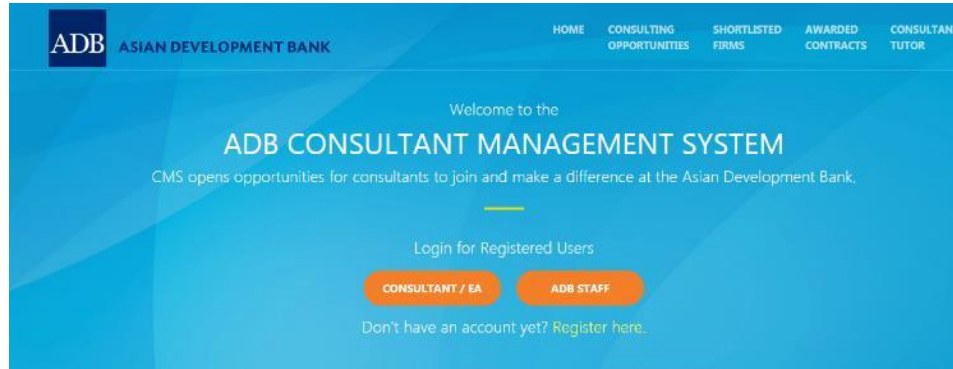 ADB ASIAN DEVELOPMENT BANK
HOME
CONSULTING
OPPORTUNITIES
SHORTLISTED
FIRMS
AWARDED
CONTRACTS
CONSULTAN
TUTOR
Welcome to the
ADB CONSULTANT MANAGEMENT SYSTEM
CMS opens opportunities for consultants to join and make a difference at the Asian Development Bank.
Login for Registered Users
CONSULTANT / EA
ADB STAFF
Don't have an account yet? Register here.